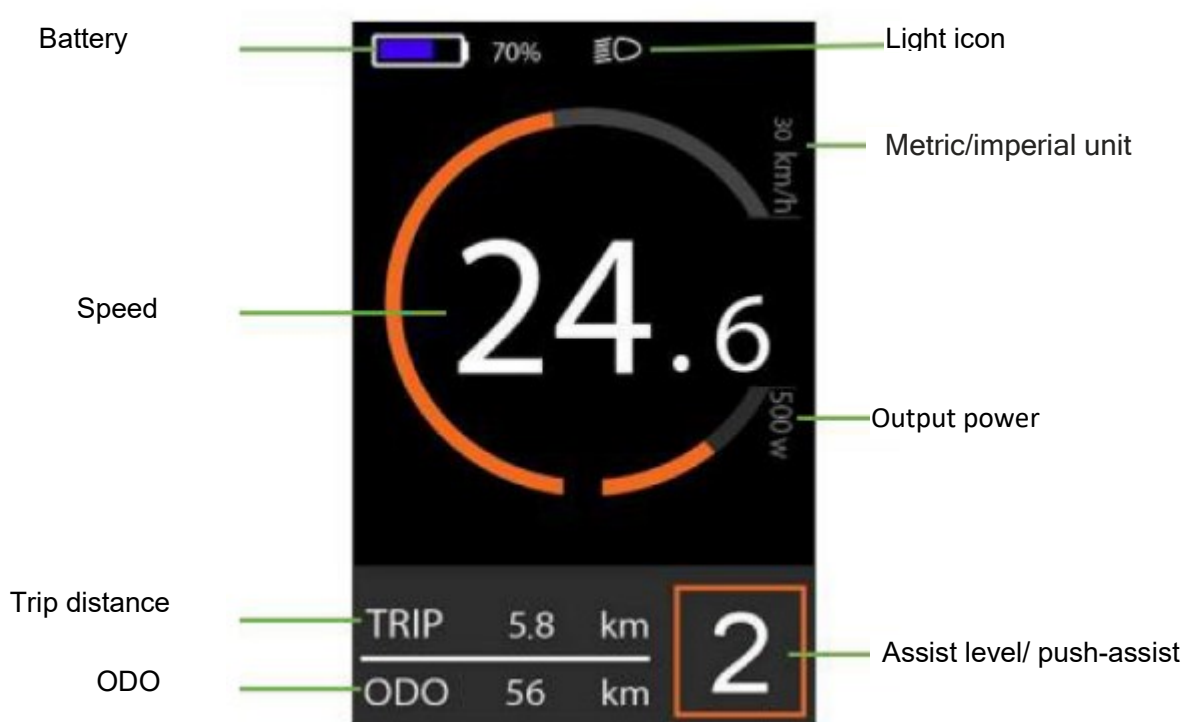 Battery
70%
Light icon
30 km/h
Metric/imperial unit
Speed
24.6
500w
Output power
Trip distance
TRIP 5.8 km
2
Assist level/ push-assist
ODO
ODO 56 km